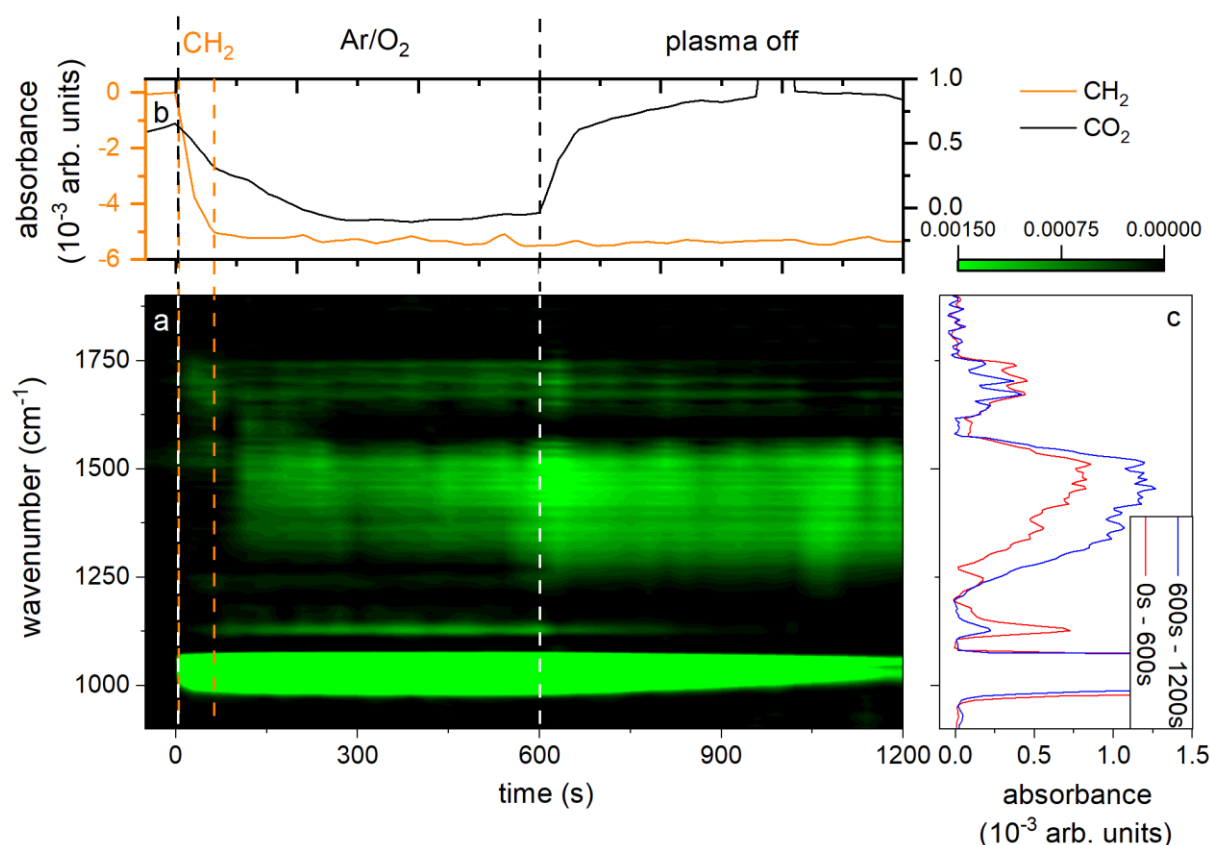 CH₂
Ar/O₂
plasma off
absorbance
(10⁻³ arb. units)
0
-2
-4
-6
b
1.0
0.5
0.0
CH₂
CO₂
0.00150
0.00075
0.000000
a
wavenumber (cm⁻¹)
1750
1500
1250
1000
0
300
600
900
1200
time (s)
c
600s - 1200s
0s - 600s
0.0
0.5
1.0
1.5
absorbance
(10⁻³ arb. units)